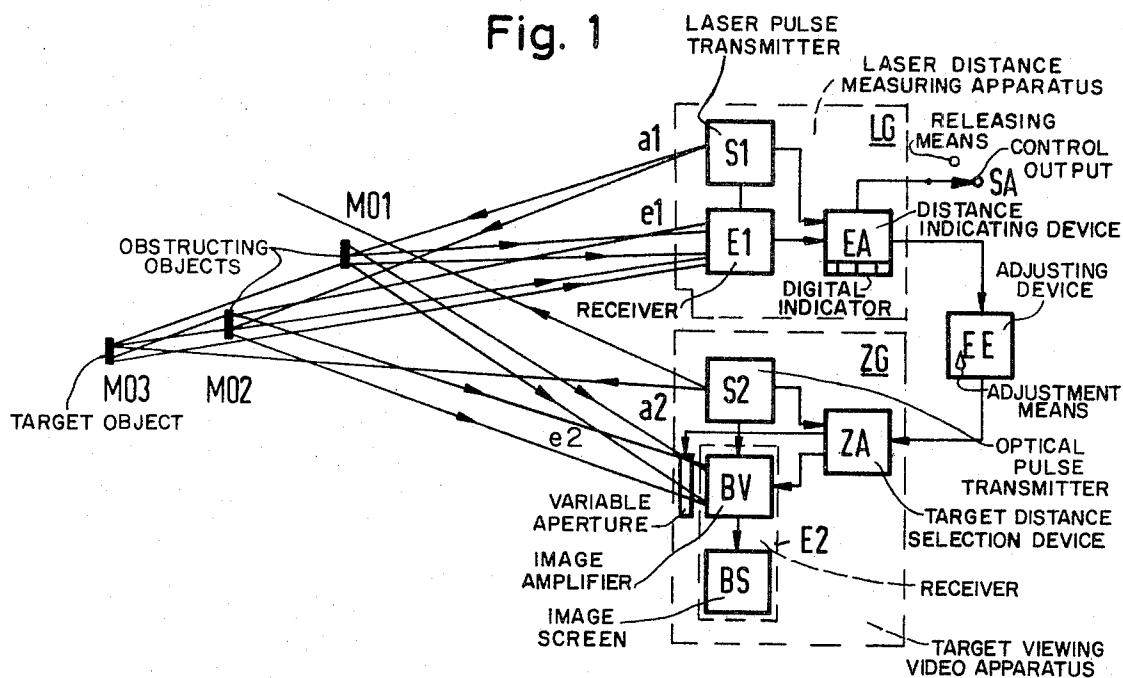 Fig. 1
LASER PULSE
TRANSMITTER
LASER DISTANCE
MEASURING APPARATUS
LG
RELEASING
MEANS
CONTROL
OUTPUT
SA
a1
S1
M01
e1
E1
EA
DISTANCE
INDICATING DEVICE
OBSTRUCTING
OBJECTS
RECEIVER
DIGITAL
INDICATOR
ADJUSTING
DEVICE
EE
ADJUSTMENT
MEANS
ZG
M03
M02
TARGET OBJECT
S2
a2
e2
ZA
OPTICAL
PULSE
TRANSMITTER
BV
VARIABLE
APERTURE
TARGET DISTANCE
SELECTION DEVICE
E2
IMAGE
AMPLIFIER
RECEIVER
BS
IMAGE
SCREEN
TARGET VIEWING
VIDEO APPARATUS